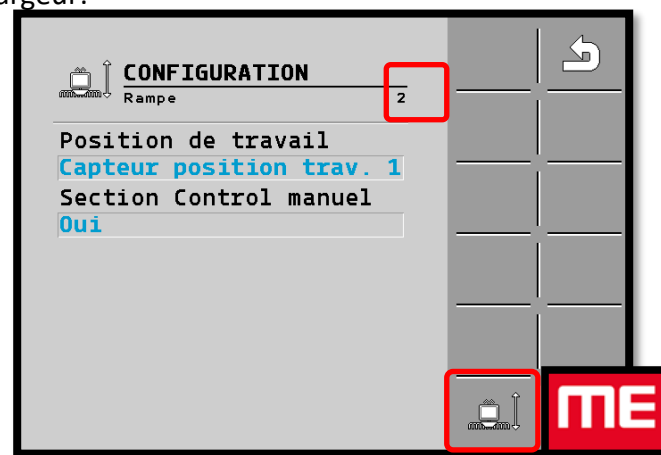 CONFIGURATION
Rampe 2
Position de travail
Capteur position trav. 1
Section Control manuel
Oui
ME